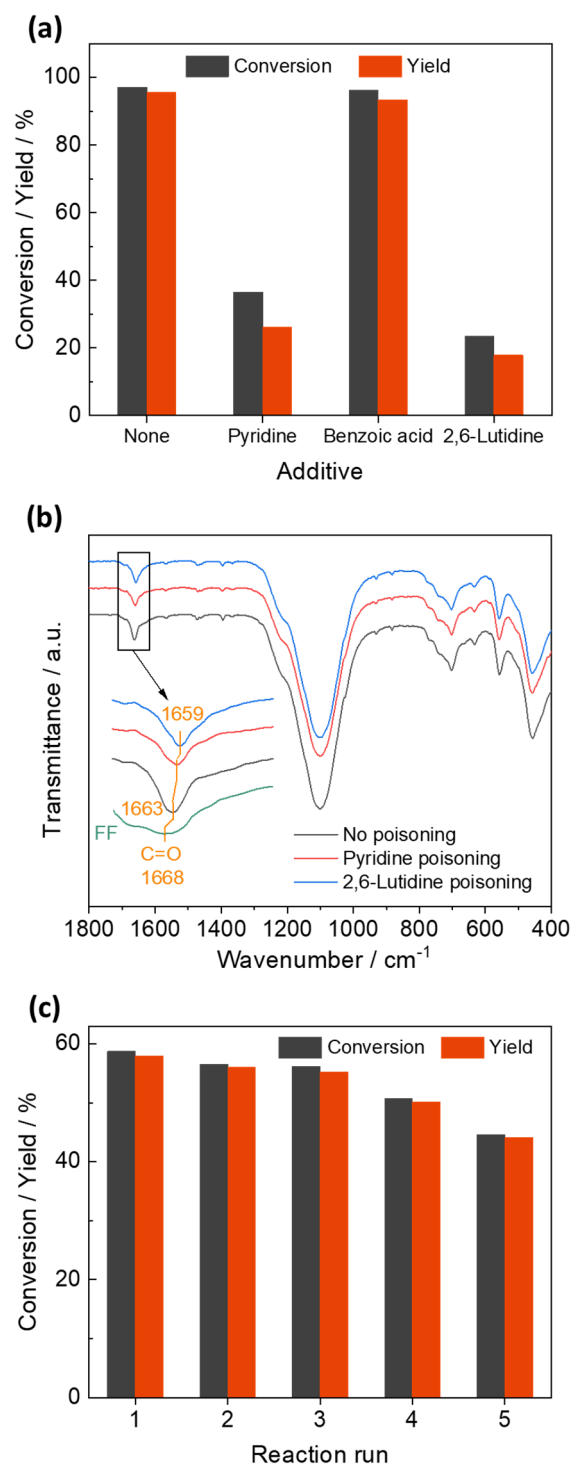 (a)
Conversion
Yield
Conversion / Yield / %
100
80
60
40
20
0
None
Pyridine
Benzoic acid
2,6-Lutidine
Additive
(b)
Transmittance / a.u.
1659
1663
FF
C=O
1668
No poisoning
Pyridine poisoning
2,6-Lutidine poisoning
1800
1600
1400
1200
1000
800
600
400
Wavenumber / cm⁻¹
(c)
Conversion
Yield
Conversion / Yield / %
60
40
20
0
1
2
3
4
5
Reaction run